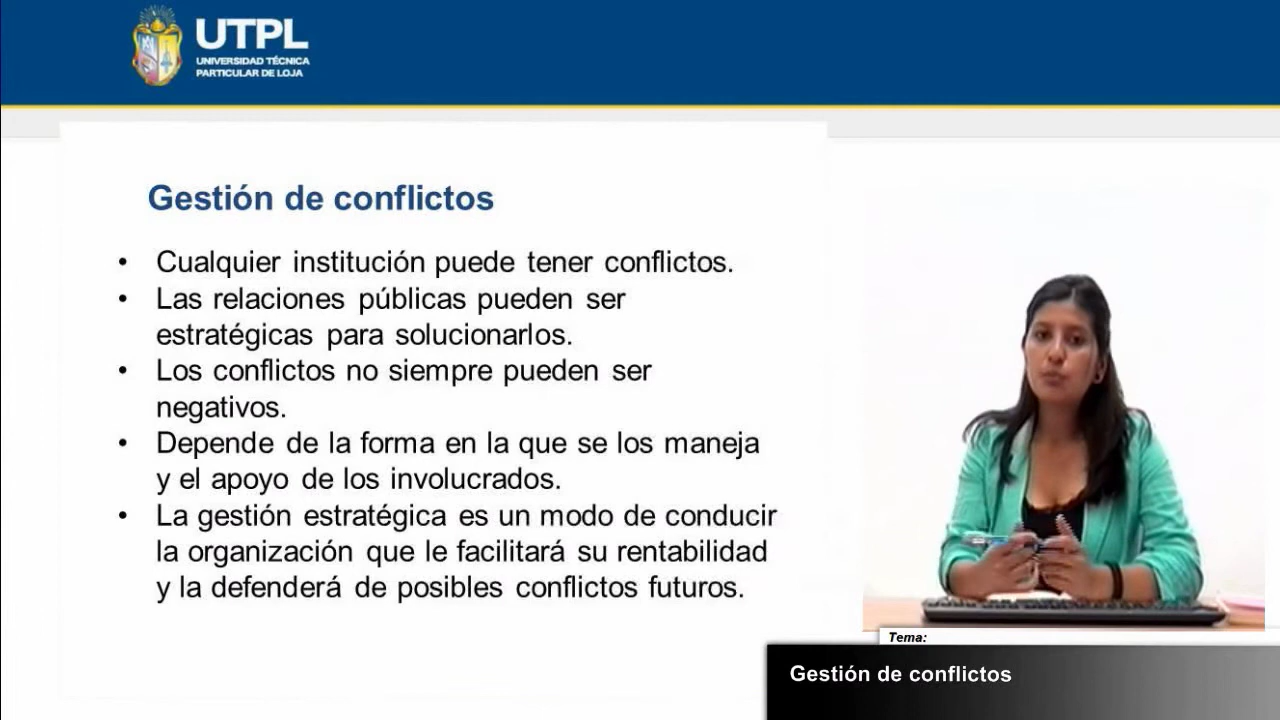 UTPL
UNIVERSIDAD TÉCNICA
PARTICULAR DE LOJA
Gestión de conflictos
• Cualquier institución puede tener conflictos.
• Las relaciones públicas pueden ser
estratégicas para solucionarlos.
• Los conflictos no siempre pueden ser
negativos.
• Depende de la forma en la que se los maneja
y el apoyo de los involucrados.
• La gestión estratégica es un modo de conducir
la organización que le facilitará su rentabilidad
y la defenderá de posibles conflictos futuros.
Tema:
Gestión de conflictos